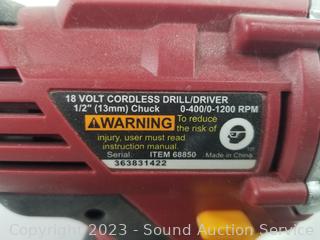 18 VOLT CORDLESS DRILL/DRIVER
1/2" (13mm) Chuck 0-400/0-1200 RPM
WARNING To reduce the risk of
injury, user must read
instruction manual.
Serial: ITEM 68850 Made in China
363831422
Copyright 2023 - Sound Auction Service